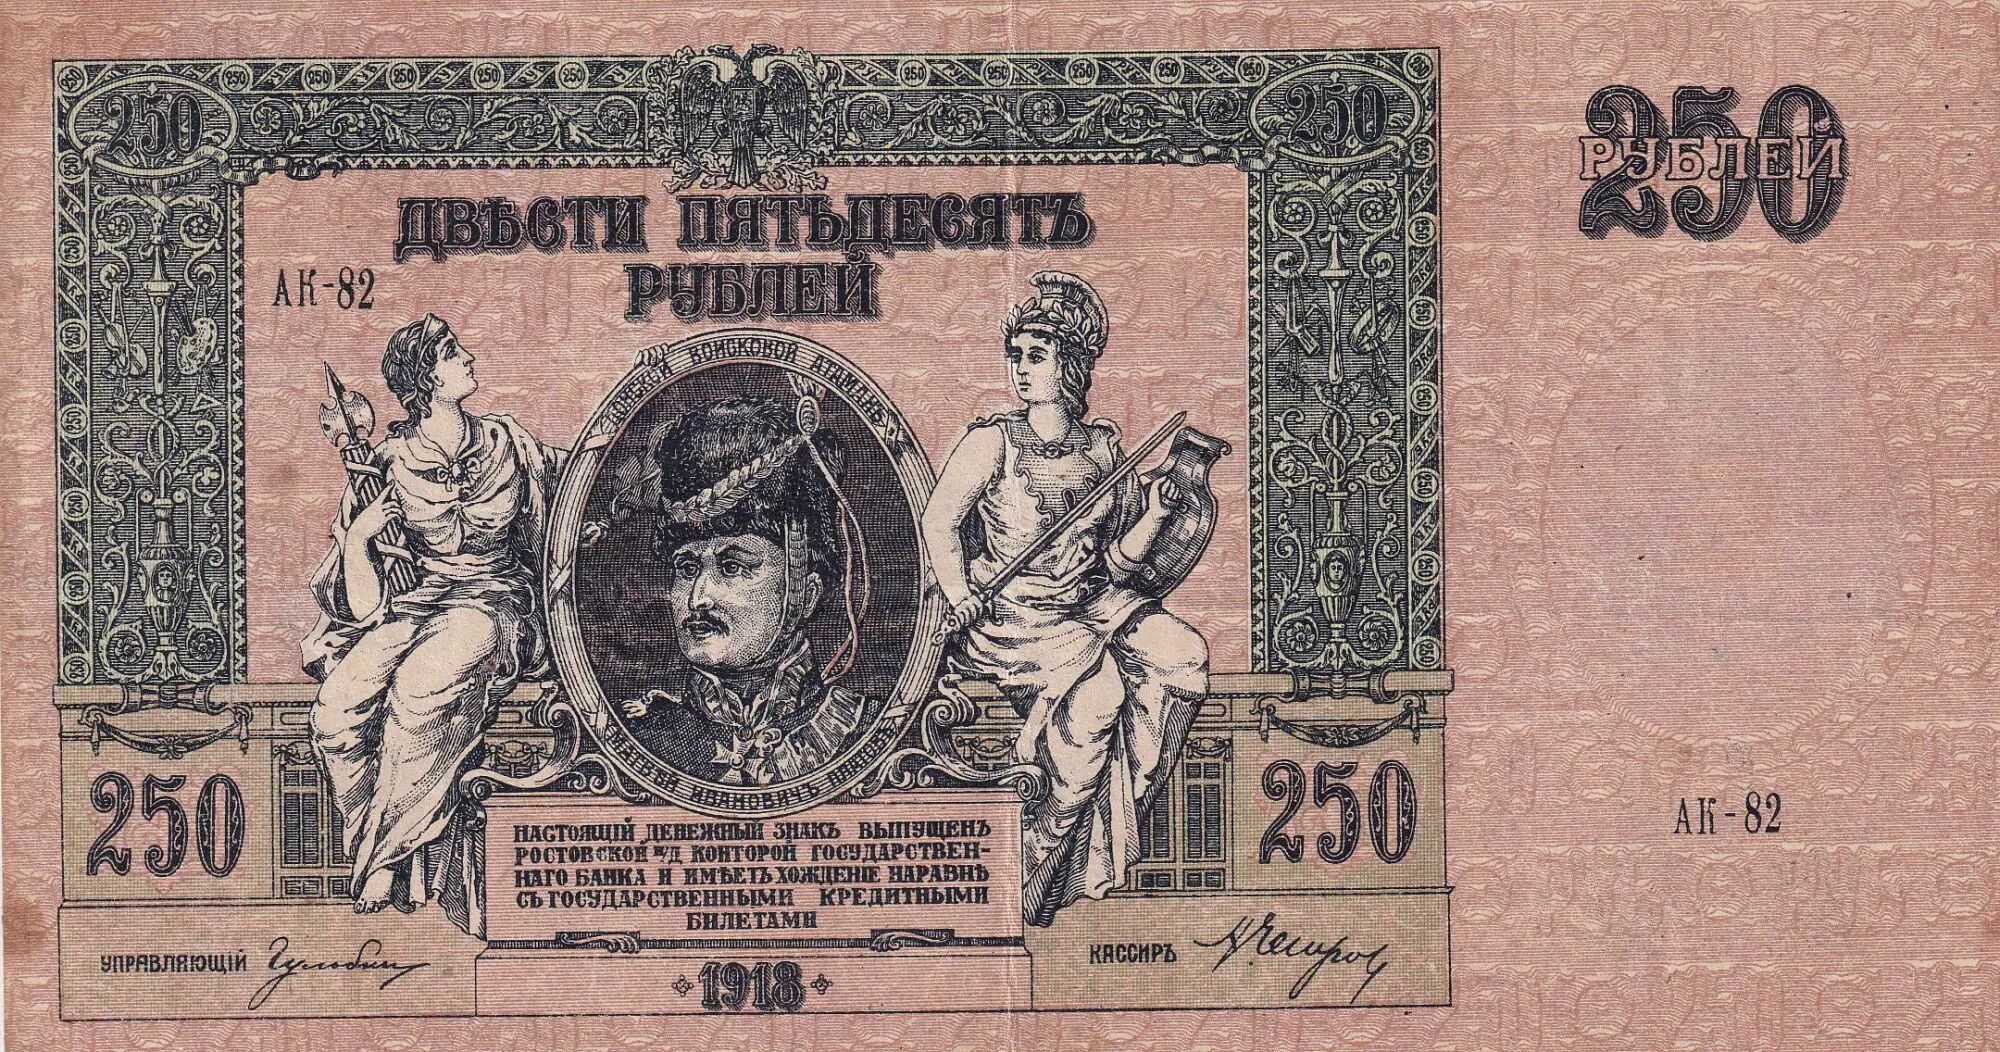 250
250
250 РУБЛЕЙ
ДВѢСТИ ПЯТЬДЕСЯТЪ
РУБЛЕЙ
АК-82
ДОНСКОЙ ВОЙСКОВОЙ АТАМАНЪ
МАТВѢЙ ИВАНОВИЧЪ ПЛАТОВЪ
250
250
АК-82
НАСТОЯЩІЙ ДЕНЕЖНЫЙ ЗНАКЪ ВЫПУЩЕНЪ
РОСТОВСКОЙ Н/Д КОНТОРОЙ ГОСУДАРСТВЕН-
НАГО БАНКА И ИМѢЕТЪ ХОЖДЕНІЕ НАРАВНѢ
СЪ ГОСУДАРСТВЕННЫМИ КРЕДИТНЫМИ
БИЛЕТАМИ
УПРАВЛЯЮЩІЙ
КАССИРЪ
1918